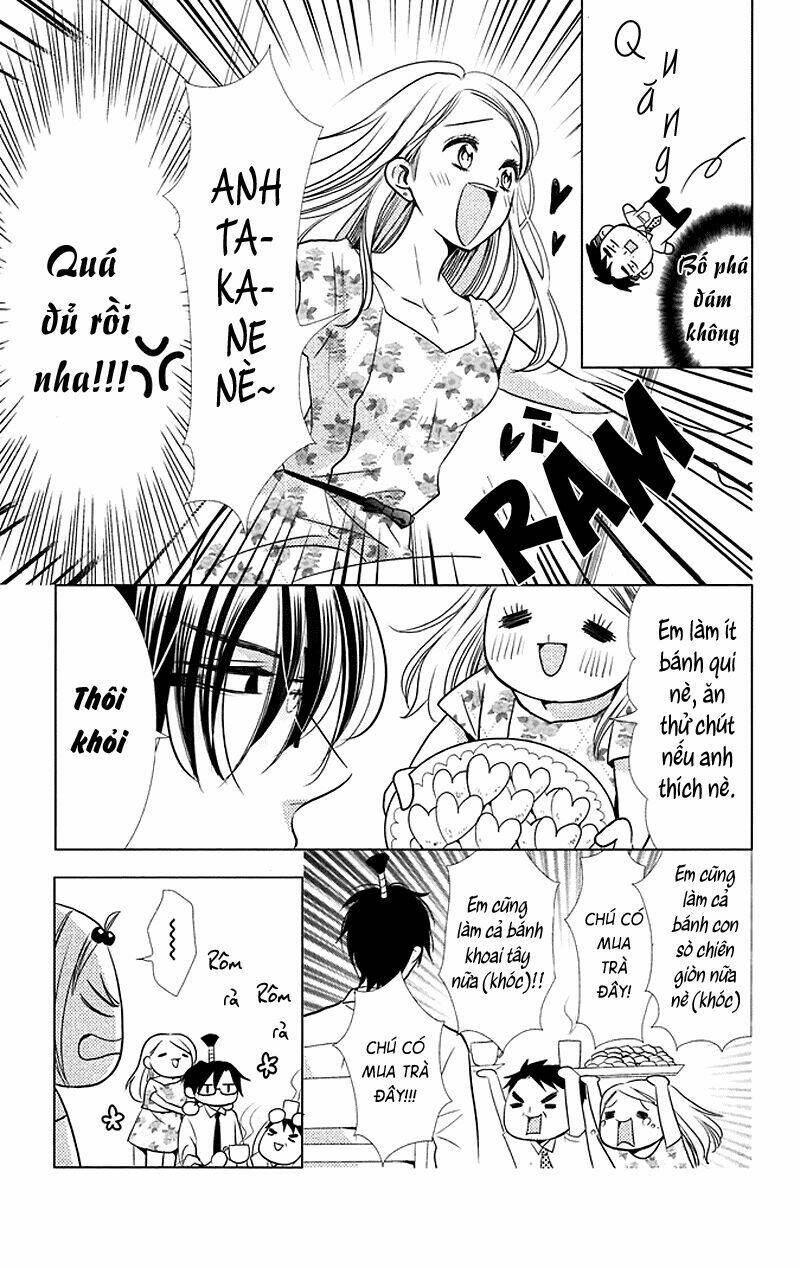 Quăng
Bố phá
đám
không
ANH
TA-
KA-
NE
NÈ~
Quá
đủ rồi
nha!!!
RẦM
Em làm ít
bánh qui
nè, ăn
thử chút
nếu anh
thích nè.
Thôi
khỏi
Em cũng
làm cả
bánh con
sò chiên
giòn nữa
nè (khóc)
CHÚ CÓ
MUA
TRÀ
ĐÂY!
Em cũng
làm cả bánh
khoai tây
nữa (khóc)!!
CHÚ CÓ
MUA TRÀ
ĐÂY!!!
Rôm
rả
Rôm
rả